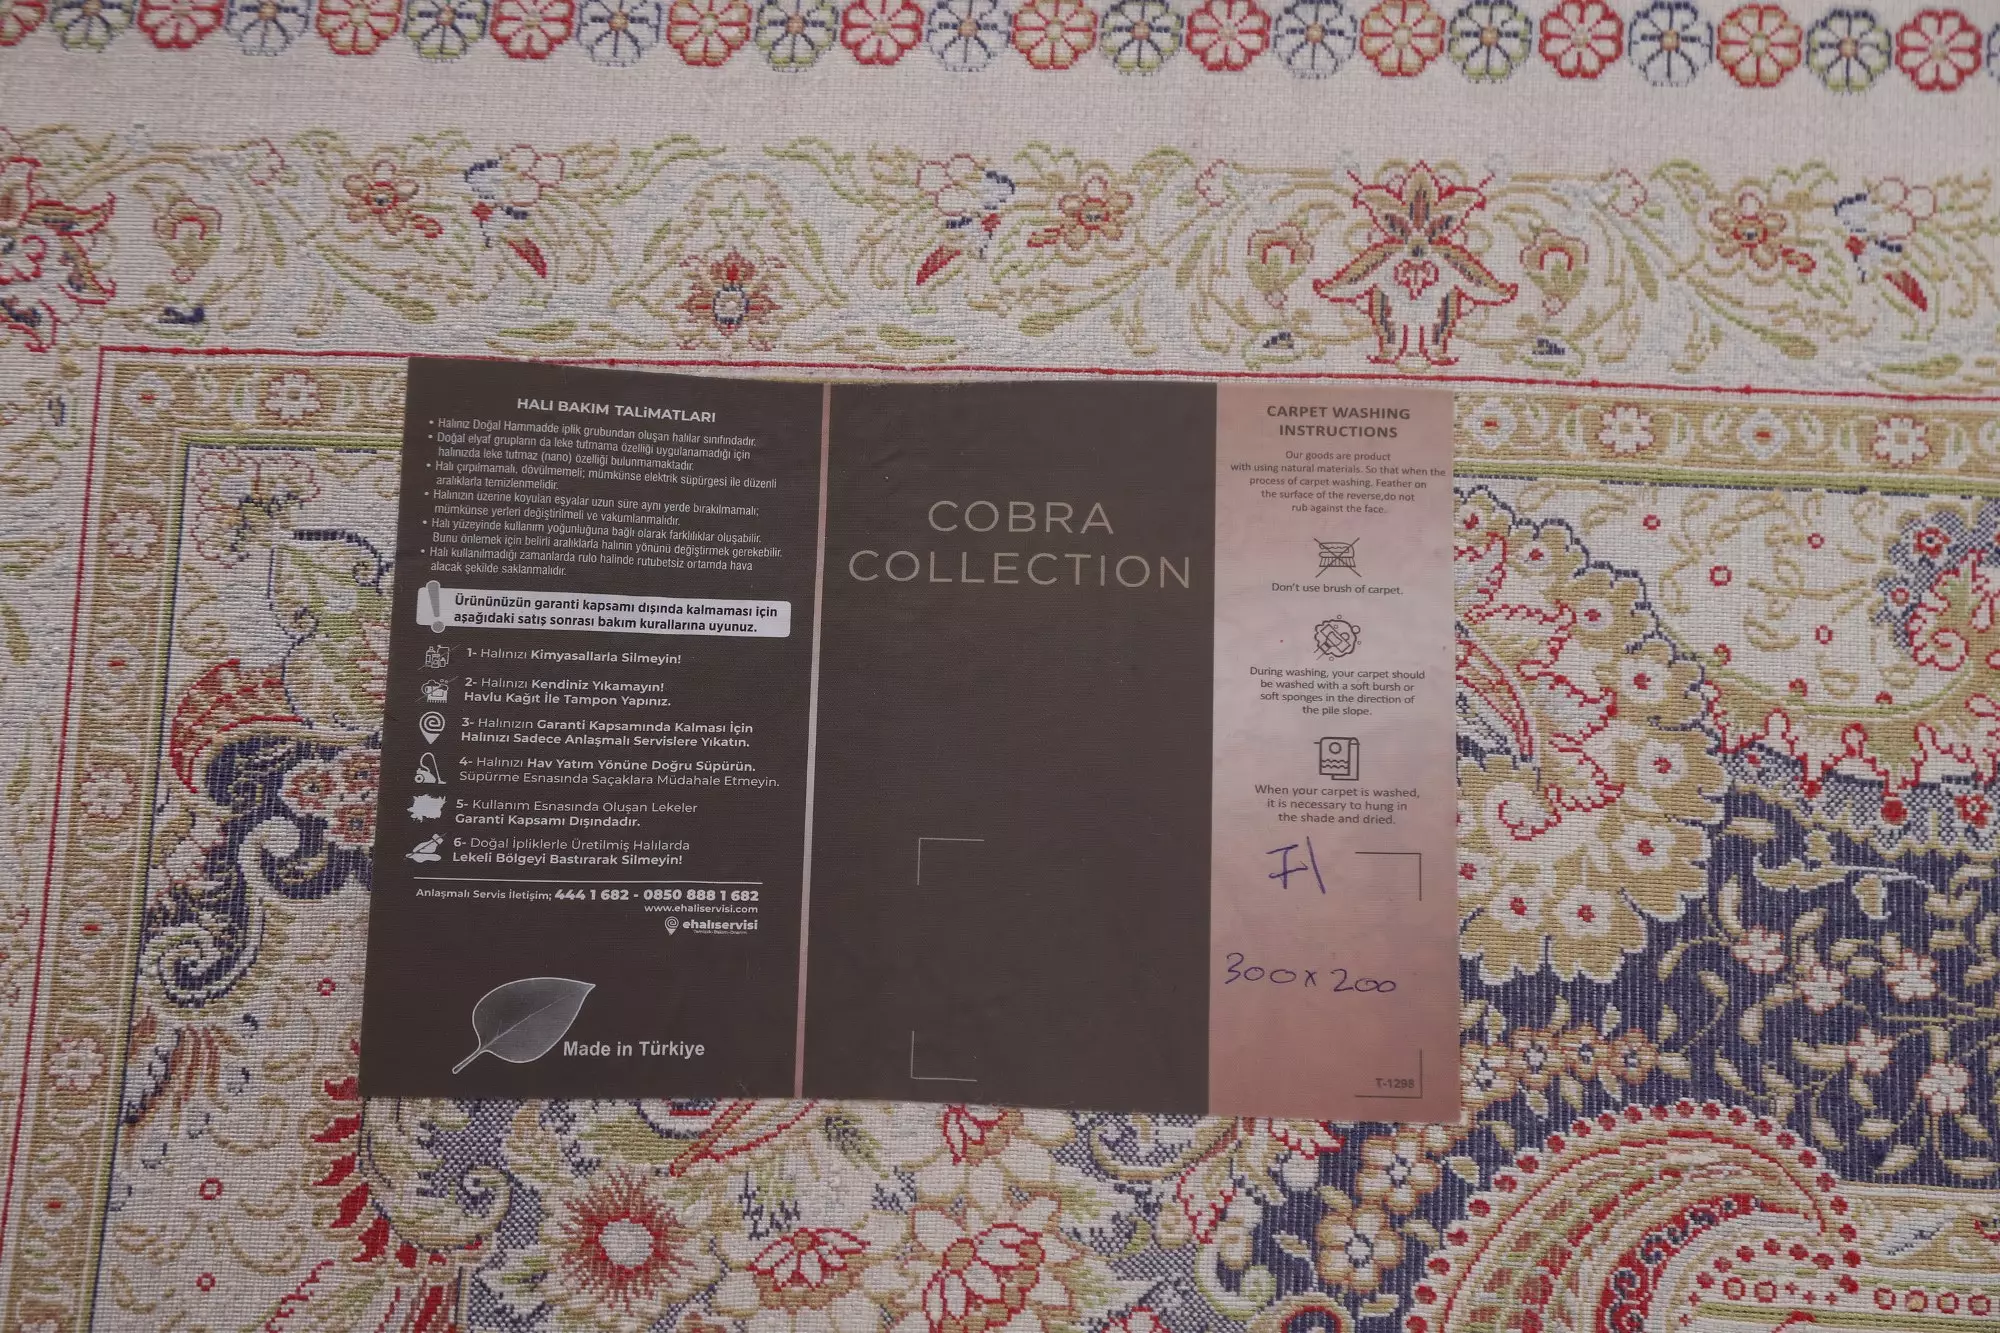 HALI BAKIM TALİMATLARI
• Halınız Doğal Hammadde iplik grubundan oluşan halılar sınıfındadır.
• Doğal elyaf grupların da leke tutmama özelliği uygulanamadığı için
halınızda leke tutmaz (nano) özelliği bulunmamaktadır.
• Halı çırpılmamalı, dövülmemeli; mümkünse elektrik süpürgesi ile düzenli
aralıklarla temizlenmelidir.
• Halınızın üzerine koyulan eşyalar uzun süre aynı yerde bırakılmamalı;
mümkünse yerleri değiştirilmeli ve vakumlanmalıdır.
• Halı yüzeyinde kullanım yoğunluğuna bağlı olarak farklılıklar oluşabilir.
Bunu önlemek için belirli aralıklarla halının yönünü değiştirmek gerekebilir.
• Halı kullanılmadığı zamanlarda rulo halinde rutubetsiz ortamda hava
alacak şekilde saklanmalıdır.
Ürününüzün garanti kapsamı dışında kalmaması için
aşağıdaki satış sonrası bakım kurallarına uyunuz.
1- Halınızı Kimyasallarla Silmeyin!
2- Halınızı Kendiniz Yıkamayın!
Havlu Kağıt İle Tampon Yapınız.
3- Halınızın Garanti Kapsamında Kalması İçin
Halınızı Sadece Anlaşmalı Servislere Yıkatın.
4- Halınızı Hav Yatım Yönüne Doğru Süpürün.
Süpürme Esnasında Saçaklara Müdahale Etmeyin.
5- Kullanım Esnasında Oluşan Lekeler
Garanti Kapsamı Dışındadır.
6- Doğal İpliklerle Üretilmiş Halılarda
Lekeli Bölgeyi Bastırarak Silmeyin!
Anlaşmalı Servis İletişim; 444 1 682 - 0850 888 1 682
www.ehaliservisi.com
ehalıservisi
Made in Türkiye
COBRA
COLLECTION
CARPET WASHING
INSTRUCTIONS
Our goods are product
with using natural materials. So that when the
process of carpet washing. Feather on
the surface of the reverse,do not
rub against the face.
Don't use brush of carpet.
During washing, your carpet should
be washed with a soft bursh or
soft sponges in the direction of
the pile slope.
When your carpet is washed,
it is necessary to hung in
the shade and dried.
300x200
T-1298